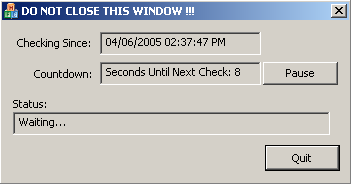 DO NOT CLOSE THIS WINDOW !!!
Checking Since: 04/06/2005 02:37:47 PM
Countdown: Seconds Until Next Check: 8 Pause
Status:
Waiting...
Quit